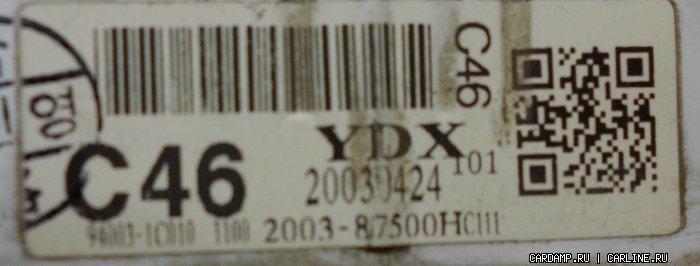 C46
YDX
C46
20030424 101
94003-1C010 1100 2003-87500HC111
CARDAMP.RU | CARLINE.RU